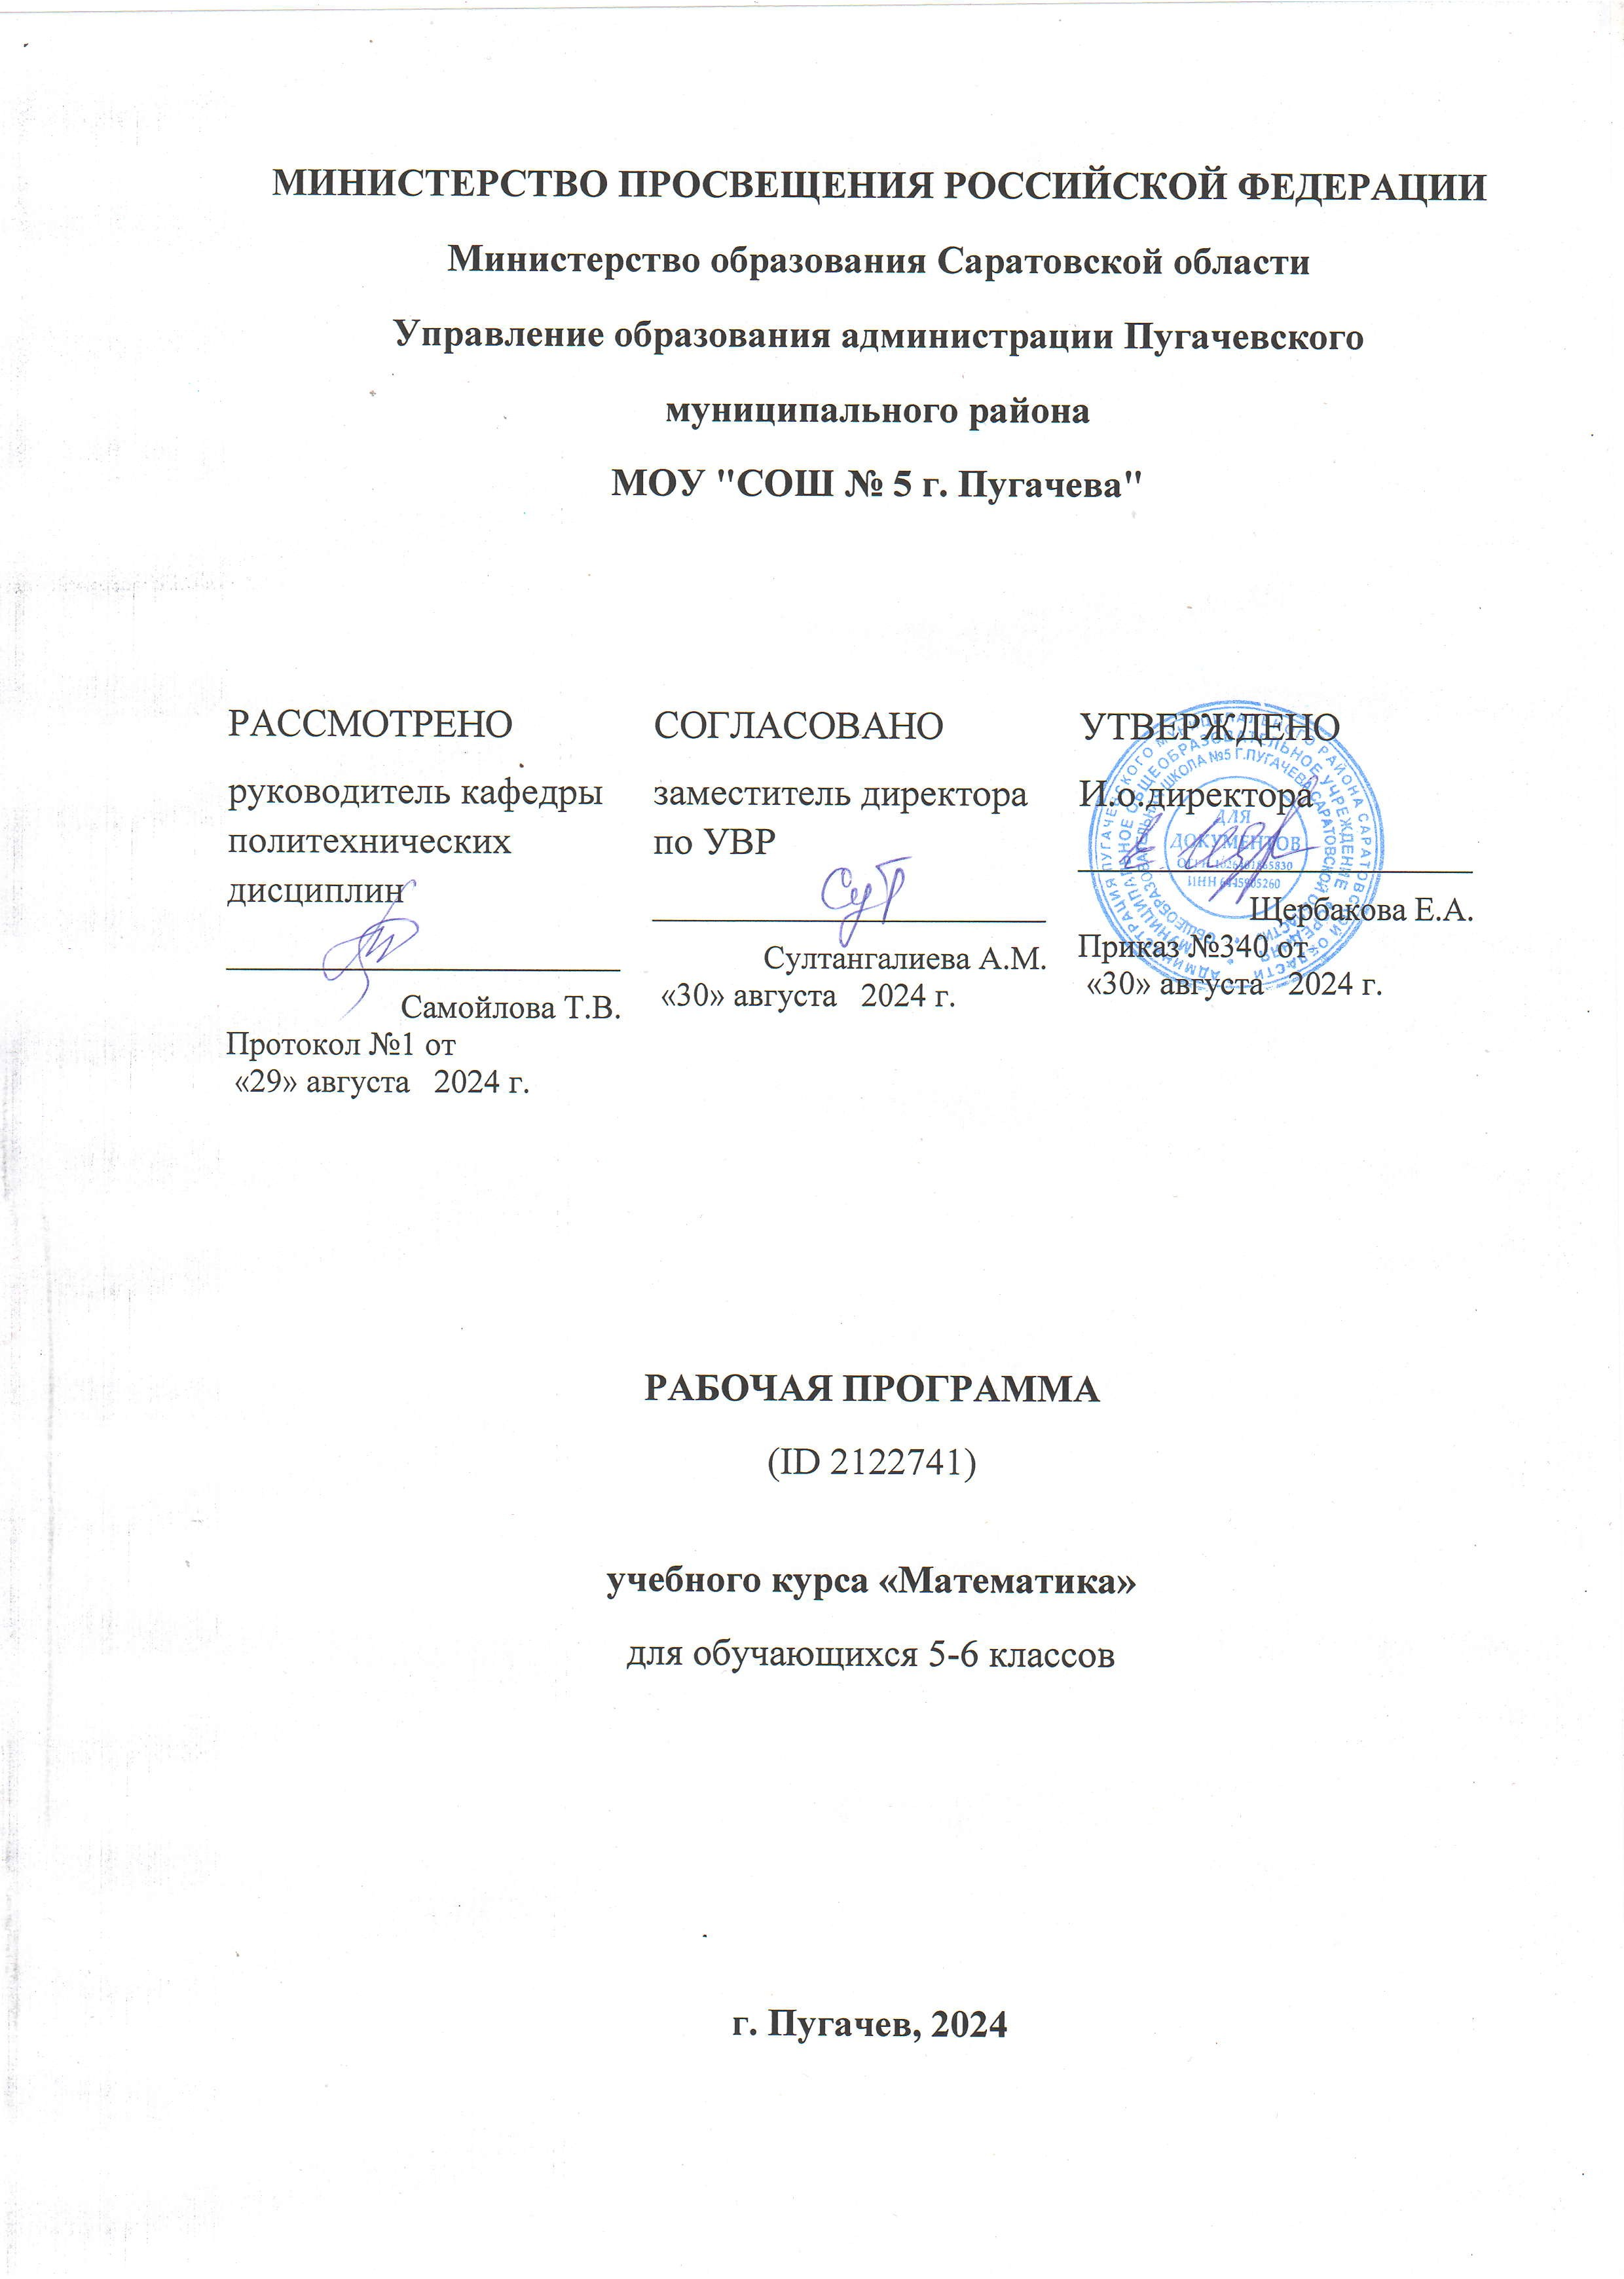 МИНИСТЕРСТВО ПРОСВЕЩЕНИЯ РОССИЙСКОЙ ФЕДЕРАЦИИ
Министерство образования Саратовской области
Управление образования администрации Пугачевского
муниципального района
МОУ "СОШ № 5 г. Пугачева"
РАССМОТРЕНО
руководитель кафедры
политехнических
дисциплин
Самойлова Т.В.
Протокол №1 от
«29» августа 2024 г.
СОГЛАСОВАНО
заместитель директора
по УВР
Султангалиева А.М.
«30» августа 2024 г.
УТВЕРЖДЕНО
И.о.директора
Щербакова Е.А.
Приказ №340 от
«30» августа 2024 г.
ДЛЯ
ДОКУМЕНТОВ
РАБОЧАЯ ПРОГРАММА
(ID 2122741)
учебного курса «Математика»
для обучающихся 5-6 классов
г. Пугачев, 2024